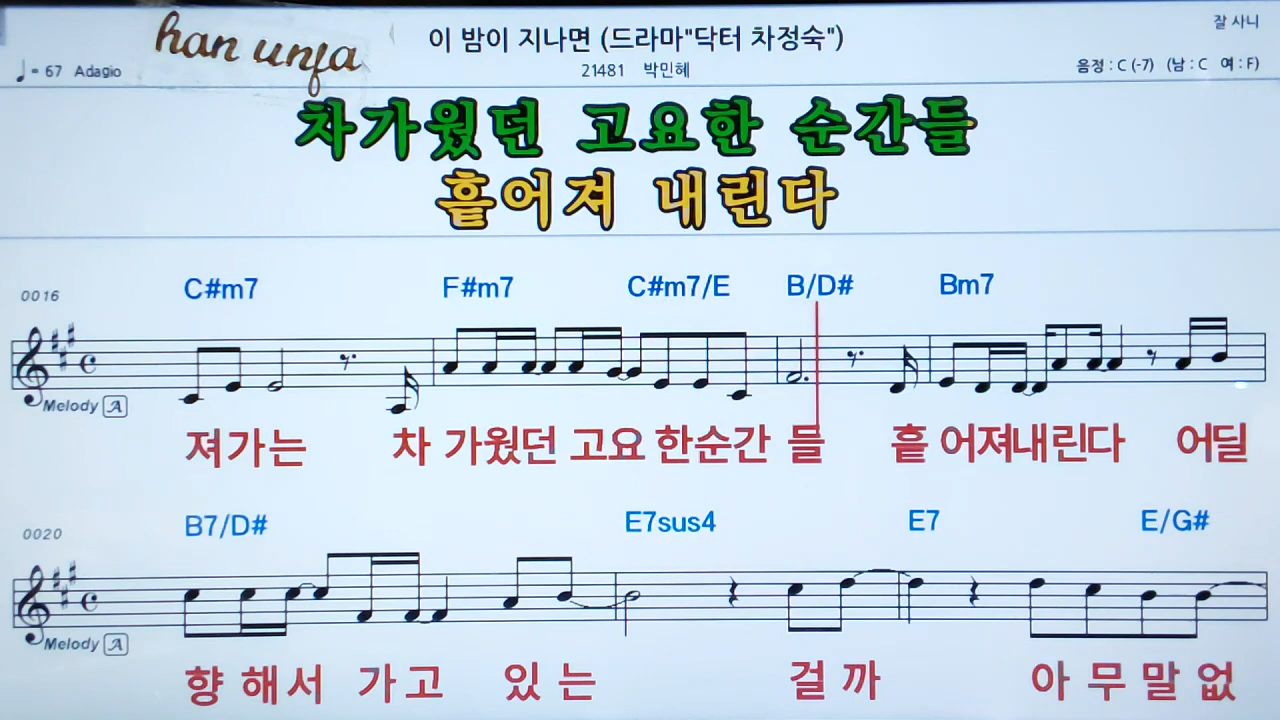 han unja
이 밤이 지나면 (드라마"닥터 차정숙")
잘 사니
♩= 67 Adagio
21481 박민혜
음정 : C (-7) (남 : C 여 : F)
차가웠던 고요한 순간들
흩어져 내린다
C#m7 F#m7 C#m7/E B/D# Bm7
0016
Melody A
져가는 차 가웠던 고요 한순간 들 흩 어져내린다 어딜
B7/D# E7sus4 E7 E/G#
0020
Melody A
향 해서 가고 있 는 걸 까 아 무 말 없